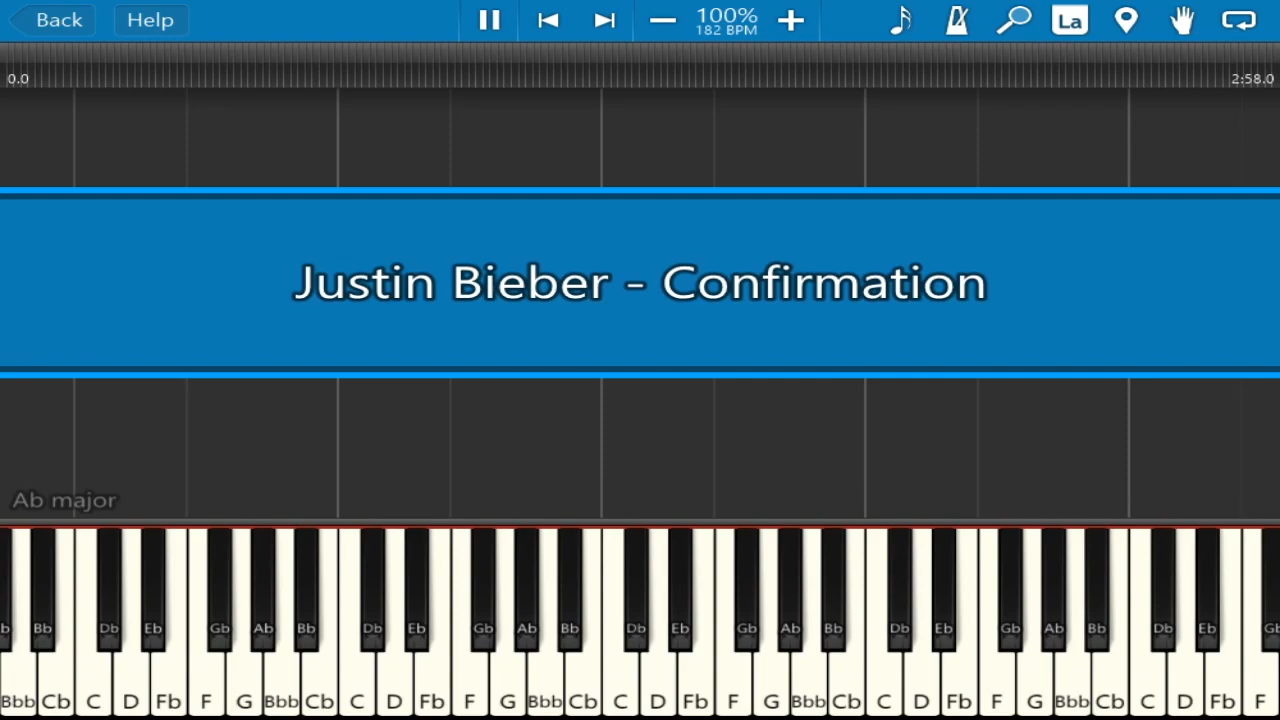 Back Help 100% La
182 BPM
0.0 2:58.0
Justin Bieber - Confirmation
Ab major
b Bb Db Eb Gb Ab Bb Db Eb Gb Ab Bb Db Eb Gb Ab Bb Db Eb Gb Ab Bb Db Eb Gb
Bbb Cb C D Fb F G Bbb Cb C D Fb F G Bbb Cb C D Fb F G Bbb Cb C D Fb F G Bbb Cb C D Fb F